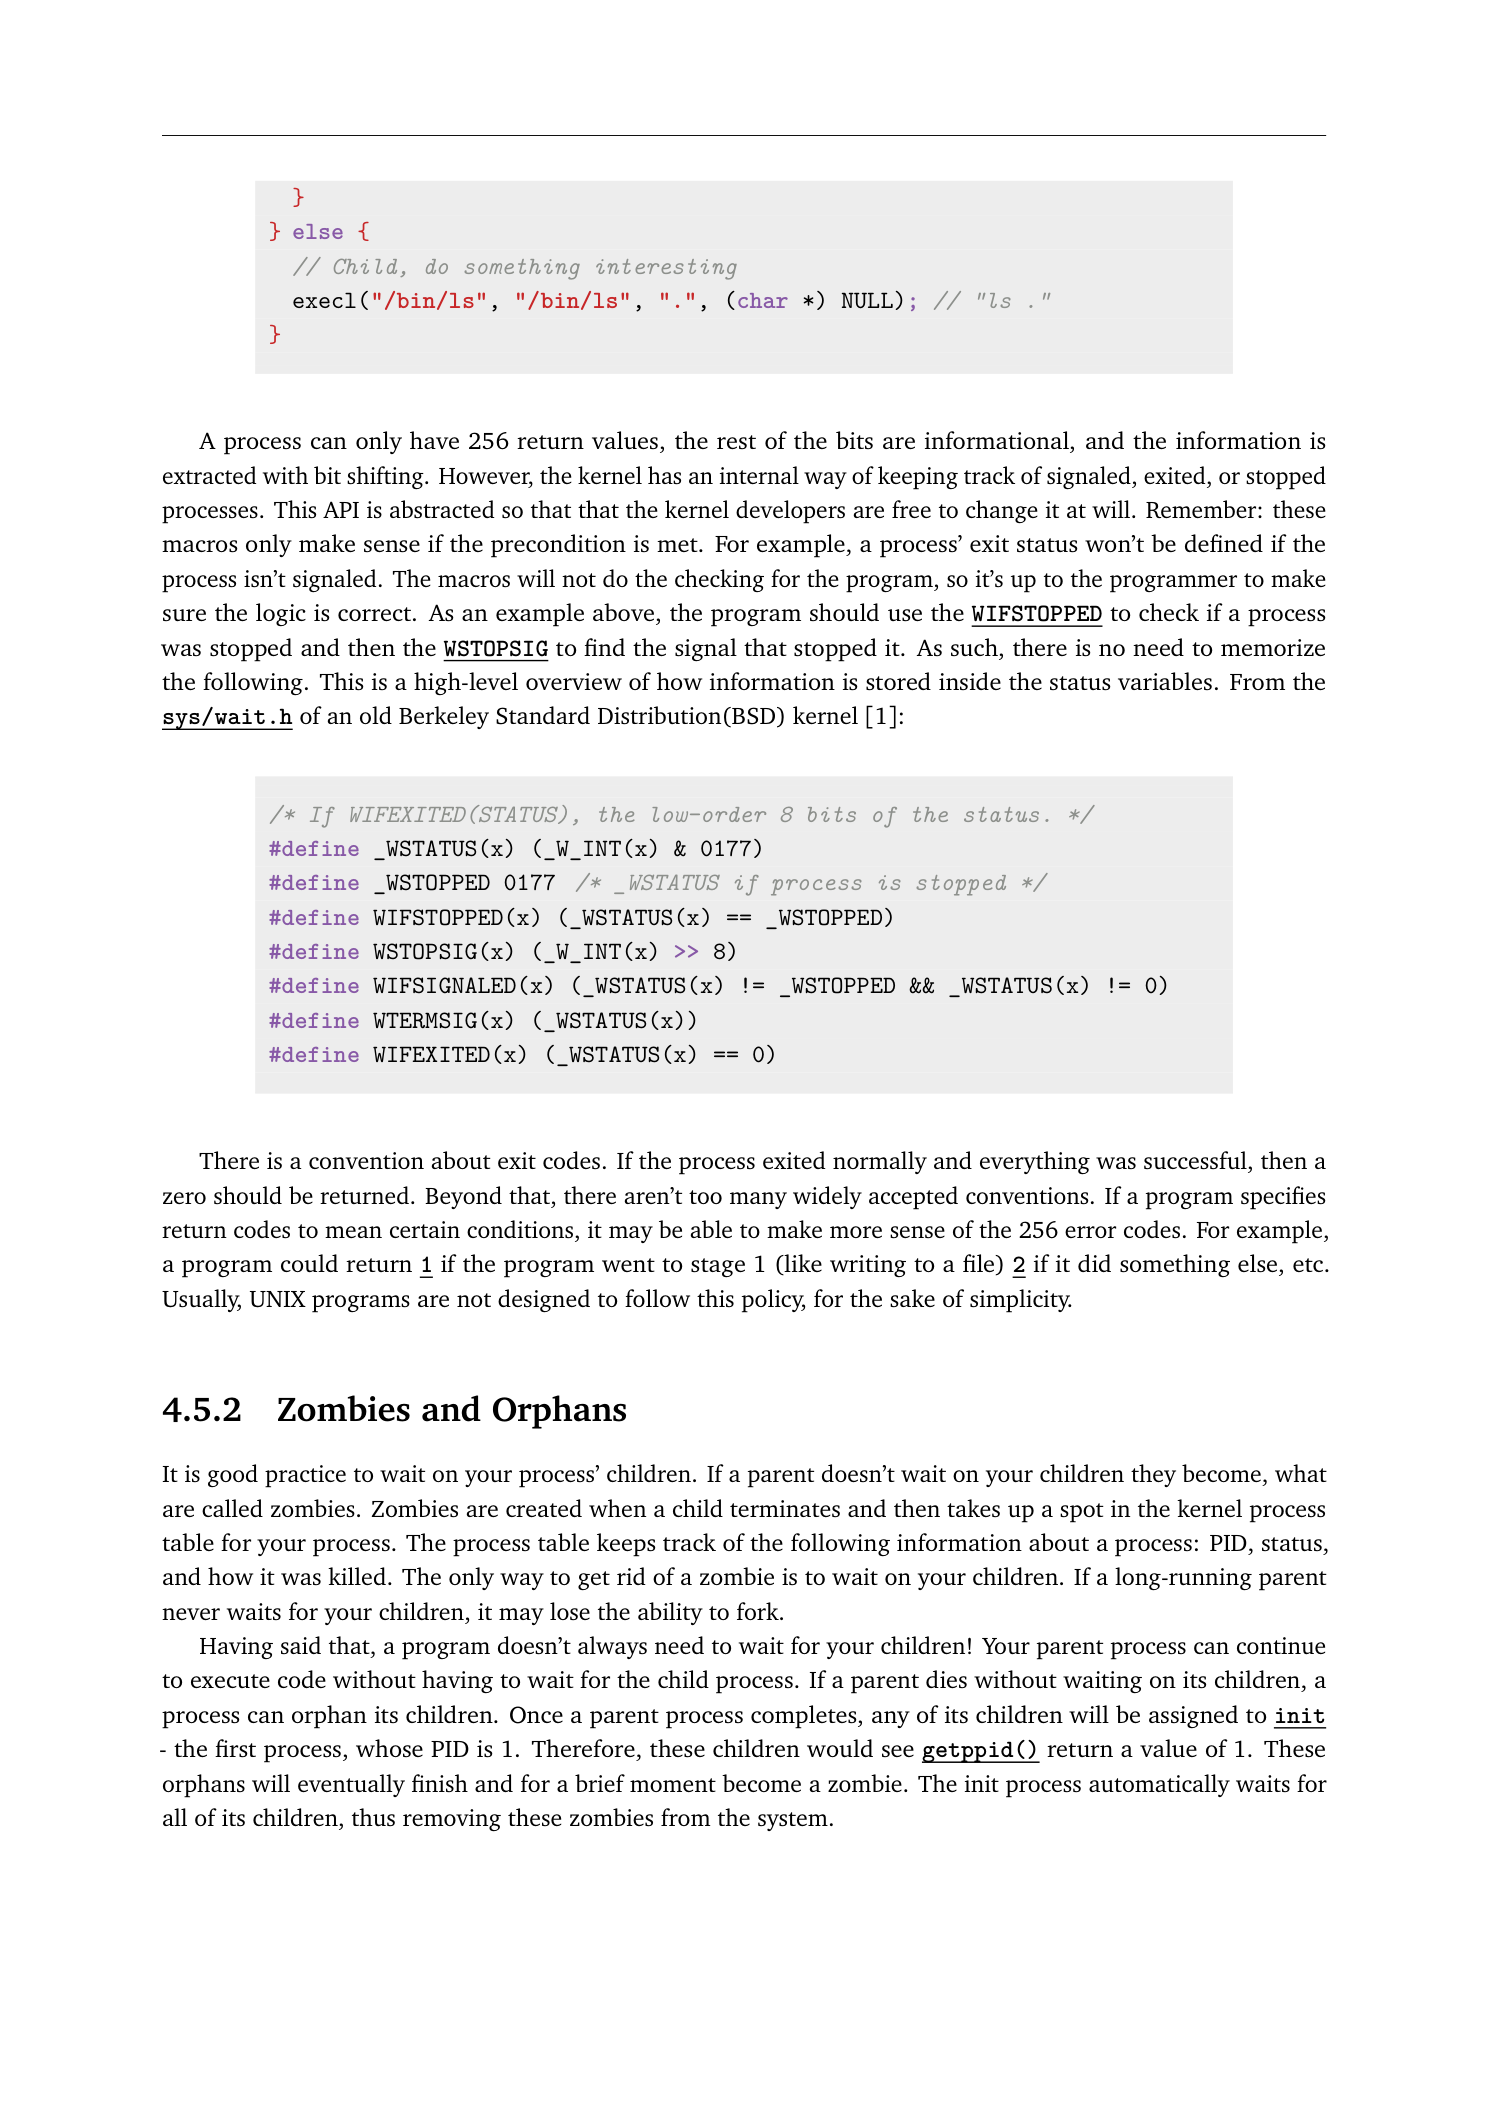 }
} else {
// Child, do something interesting
execl("/bin/ls", "/bin/ls", ".", (char *) NULL); // "ls ."
}
A process can only have 256 return values, the rest of the bits are informational, and the information is
extracted with bit shifting. However, the kernel has an internal way of keeping track of signaled, exited, or stopped
processes. This API is abstracted so that that the kernel developers are free to change it at will. Remember: these
macros only make sense if the precondition is met. For example, a process’ exit status won’t be defined if the
process isn’t signaled. The macros will not do the checking for the program, so it’s up to the programmer to make
sure the logic is correct. As an example above, the program should use the WIFSTOPPED to check if a process
was stopped and then the WSTOPSIG to find the signal that stopped it. As such, there is no need to memorize
the following. This is a high-level overview of how information is stored inside the status variables. From the
sys/wait.h of an old Berkeley Standard Distribution(BSD) kernel [1]:
/* If WIFEXITED(STATUS), the low-order 8 bits of the status. */
#define _WSTATUS(x) (_W_INT(x) & 0177)
#define _WSTOPPED 0177 /* _WSTATUS if process is stopped */
#define WIFSTOPPED(x) (_WSTATUS(x) == _WSTOPPED)
#define WSTOPSIG(x) (_W_INT(x) >> 8)
#define WIFSIGNALED(x) (_WSTATUS(x) != _WSTOPPED && _WSTATUS(x) != 0)
#define WTERMSIG(x) (_WSTATUS(x))
#define WIFEXITED(x) (_WSTATUS(x) == 0)
There is a convention about exit codes. If the process exited normally and everything was successful, then a
zero should be returned. Beyond that, there aren’t too many widely accepted conventions. If a program specifies
return codes to mean certain conditions, it may be able to make more sense of the 256 error codes. For example,
a program could return 1 if the program went to stage 1 (like writing to a file) 2 if it did something else, etc.
Usually, UNIX programs are not designed to follow this policy, for the sake of simplicity.
4.5.2 Zombies and Orphans
It is good practice to wait on your process’ children. If a parent doesn’t wait on your children they become, what
are called zombies. Zombies are created when a child terminates and then takes up a spot in the kernel process
table for your process. The process table keeps track of the following information about a process: PID, status,
and how it was killed. The only way to get rid of a zombie is to wait on your children. If a long-running parent
never waits for your children, it may lose the ability to fork.
Having said that, a program doesn’t always need to wait for your children! Your parent process can continue
to execute code without having to wait for the child process. If a parent dies without waiting on its children, a
process can orphan its children. Once a parent process completes, any of its children will be assigned to init
- the first process, whose PID is 1. Therefore, these children would see getppid() return a value of 1. These
orphans will eventually finish and for a brief moment become a zombie. The init process automatically waits for
all of its children, thus removing these zombies from the system.